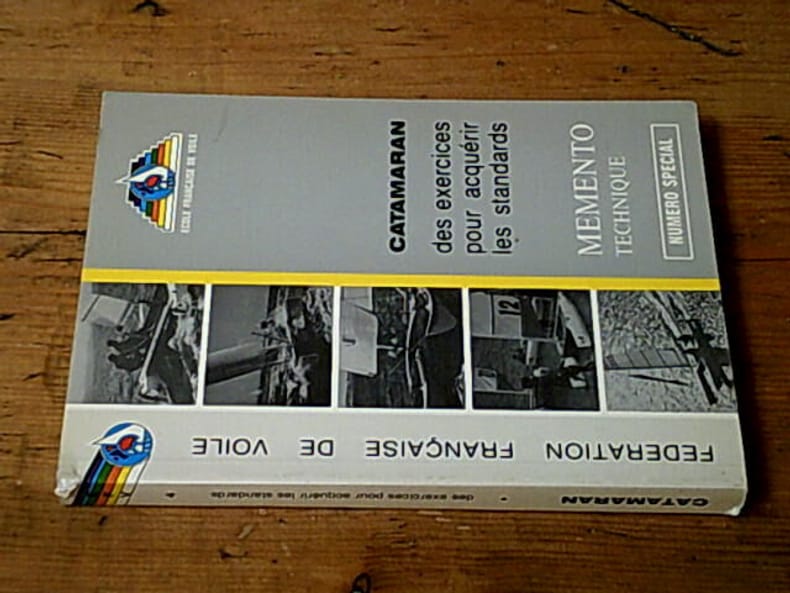 MEMENTO
TECHNIQUE
NUMERO SPECIAL
CATAMARAN
des exercices
pour acquérir
les standards
ECOLE FRANÇAISE DE VOILE
12
FEDERATION FRANÇAISE DE VOILE
CATAMARAN • des exercices pour acquérir les standards